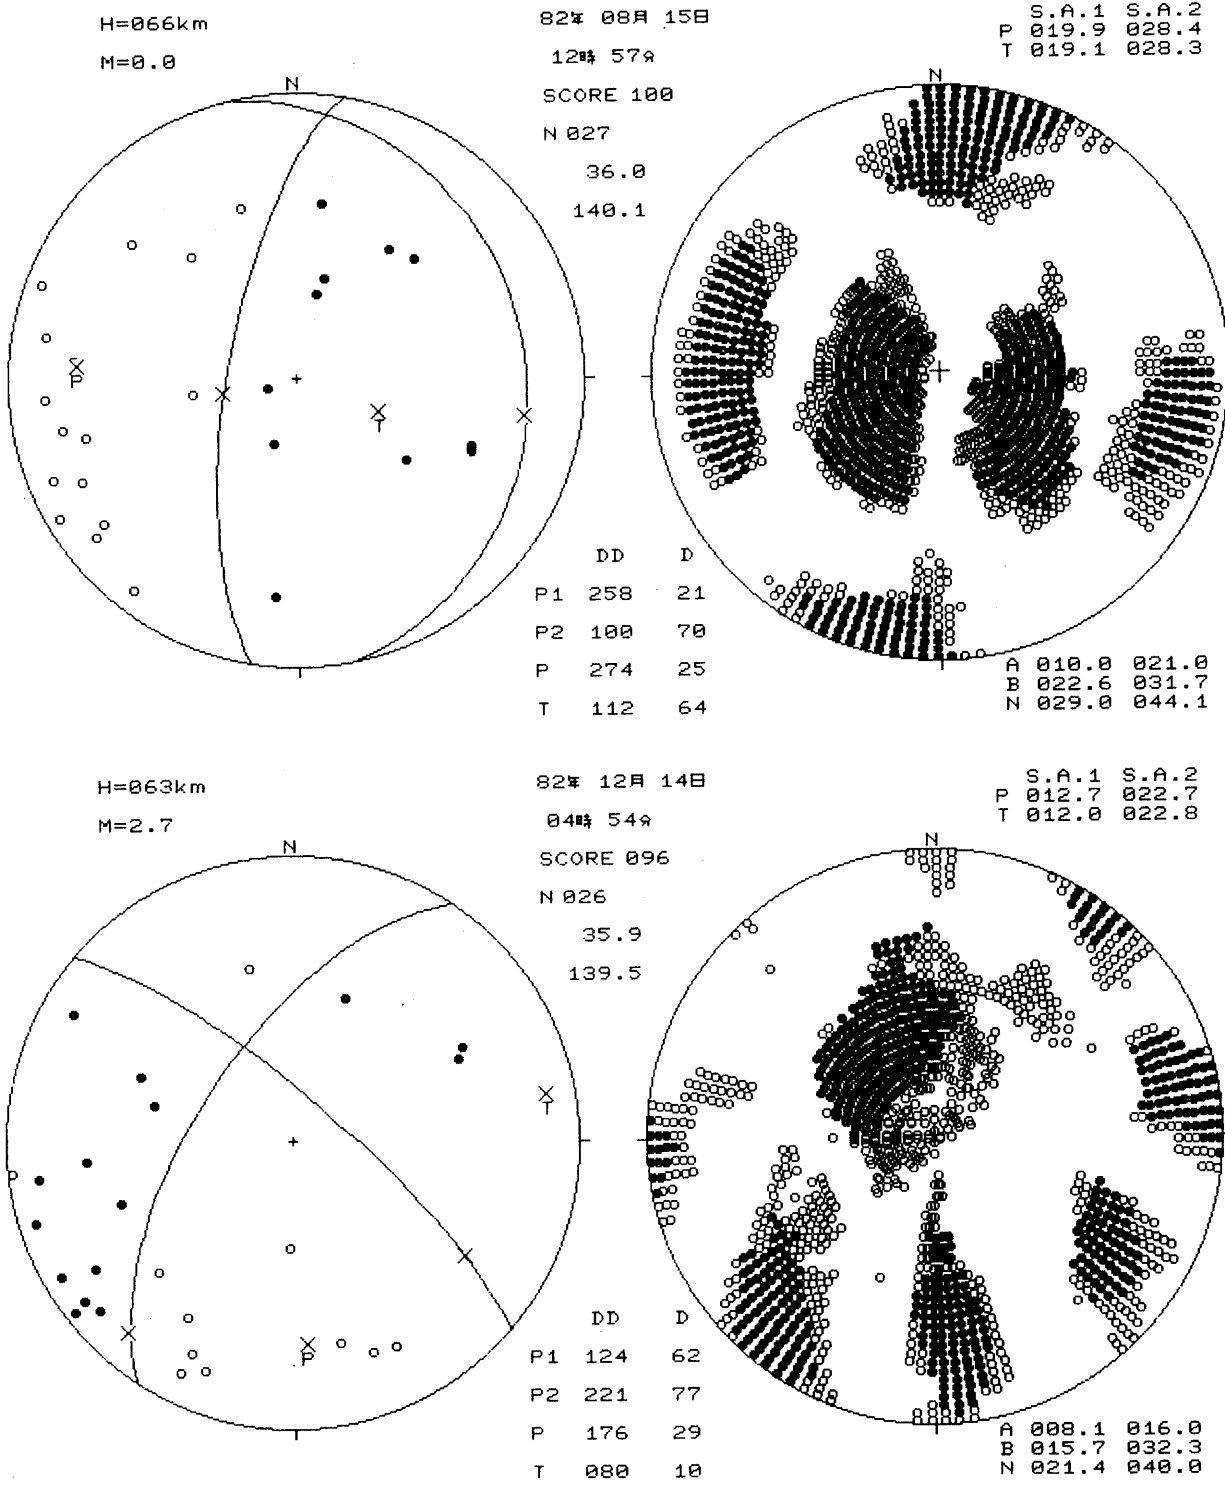 H=066km
M=0.0
82年 08月 15日
12時 57分
SCORE 100
N 027
36.0
140.1
S.A.1 S.A.2
P 019.9 028.4
T 019.1 028.3
N
P
T
N
DD D
P1 258 21
P2 100 70
P 274 25
T 112 64
A 010.0 021.0
B 022.6 031.7
N 029.0 044.1
H=063km
M=2.7
82年 12月 14日
04時 54分
SCORE 096
N 026
35.9
139.5
S.A.1 S.A.2
P 012.7 022.7
T 012.0 022.8
N
T
P
N
DD D
P1 124 62
P2 221 77
P 176 29
T 080 10
A 008.1 016.0
B 015.7 032.3
N 021.4 040.0